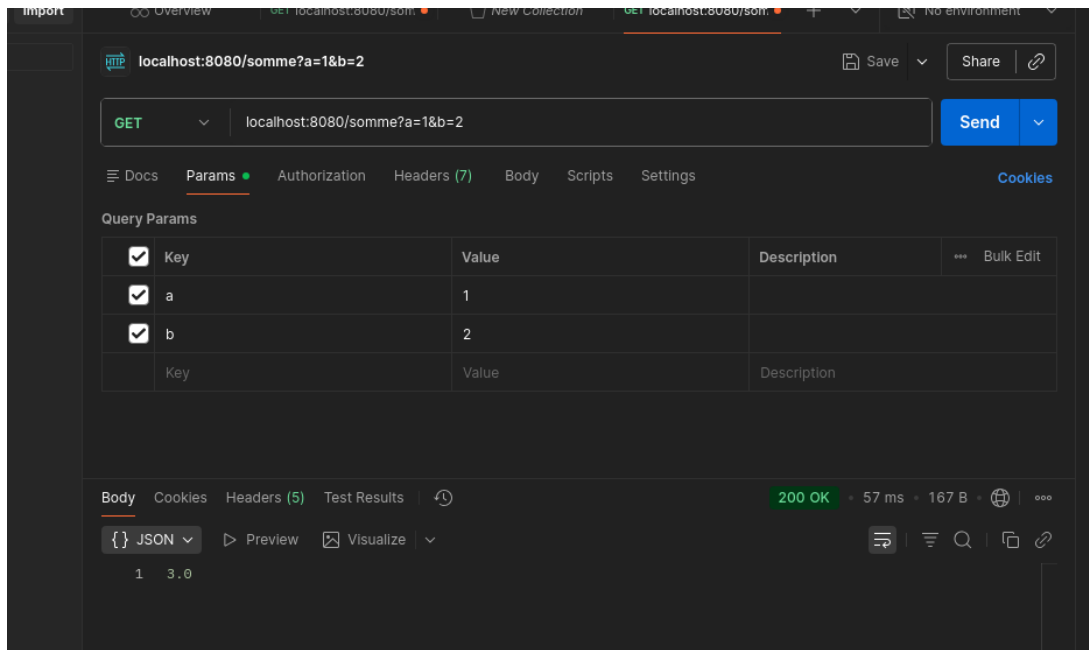 Import Overview GET localhost:8080/som. New Collection GET localhost:8080/som. No environment
HTTP localhost:8080/somme?a=1&b=2 Save Share
GET localhost:8080/somme?a=1&b=2 Send
Docs Params Authorization Headers (7) Body Scripts Settings Cookies
Query Params
Key Value Description Bulk Edit
a 1
b 2
Key Value Description
Body Cookies Headers (5) Test Results 200 OK 57 ms 167 B
{} JSON Preview Visualize
1 3.0